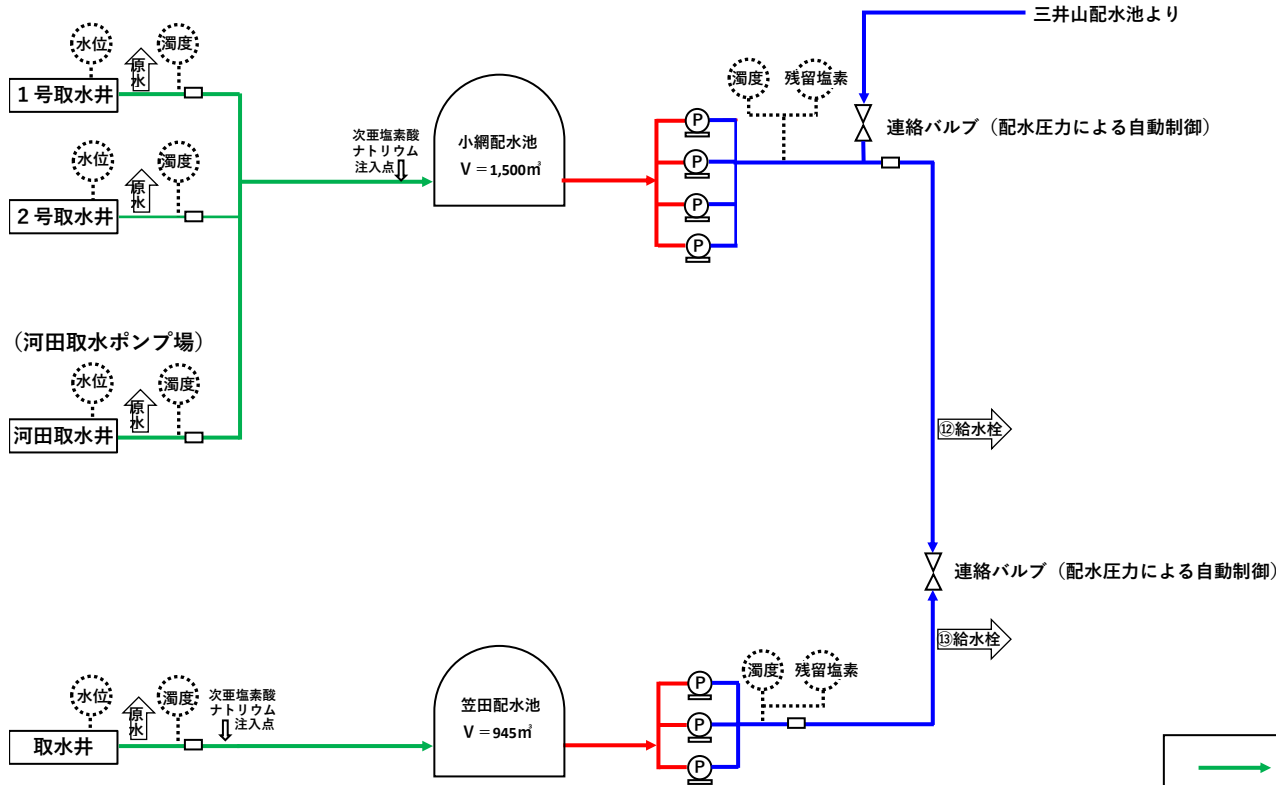 三井山配水池より
水位
濁度
原水
1号取水井
濁度
残留塩素
P
連絡バルブ（配水圧力による自動制御）
次亜塩素酸
ナトリウム
注入点
小網配水池
V＝1,500㎥
P
水位
濁度
原水
2号取水井
P
P
（河田取水ポンプ場）
水位
濁度
原水
河田取水井
⑫給水栓
連絡バルブ（配水圧力による自動制御）
⑬給水栓
水位
濁度
原水
取水井
次亜塩素酸
ナトリウム
注入点
笠田配水池
V＝945㎥
P
P
P
濁度
残留塩素